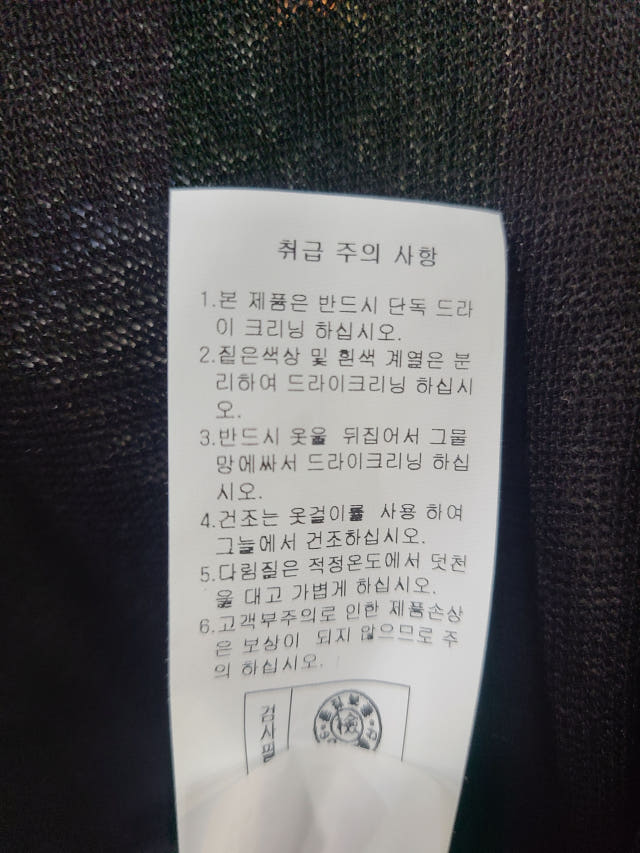 취급 주의 사항
1.본 제품은 반드시 단독 드라
이 크리닝 하십시오.
2.짙은색상 및 흰색 계열은 분
리하여 드라이크리닝 하십시
오.
3.반드시 옷을 뒤집어서 그물
망에싸서 드라이크리닝 하십
시오.
4.건조는 옷걸이를 사용 하여
그늘에서 건조하십시오.
5.다림질은 적정온도에서 덧천
을 대고 가볍게 하십시오.
6.고객부주의로 인한 제품손상
은 보상이 되지 않으므로 주
의 하십시오.
검사필